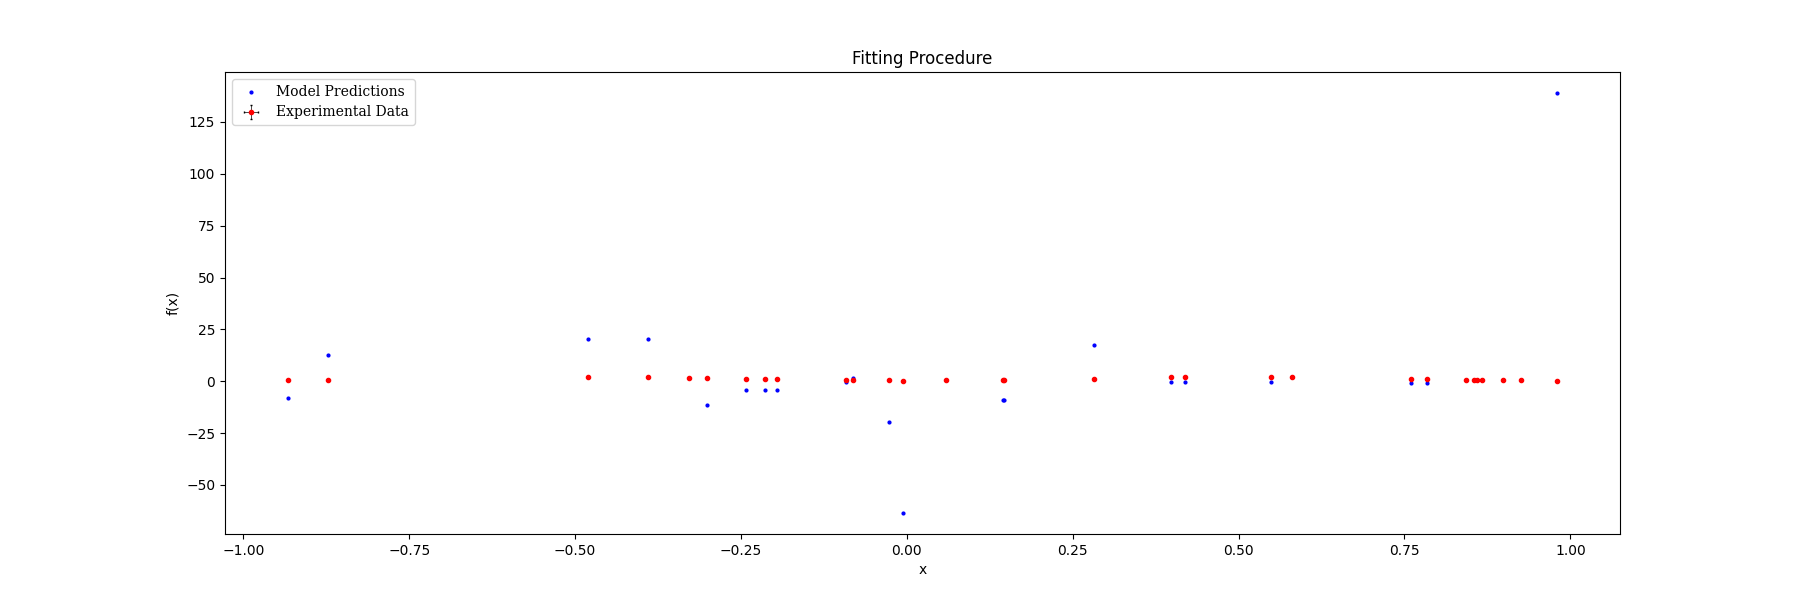 Fitting Procedure
Model Predictions
Experimental Data
125
100
75
50
25
0
−25
−50
f(x)
−1.00 −0.75 −0.50 −0.25 0.00 0.25 0.50 0.75 1.00
x